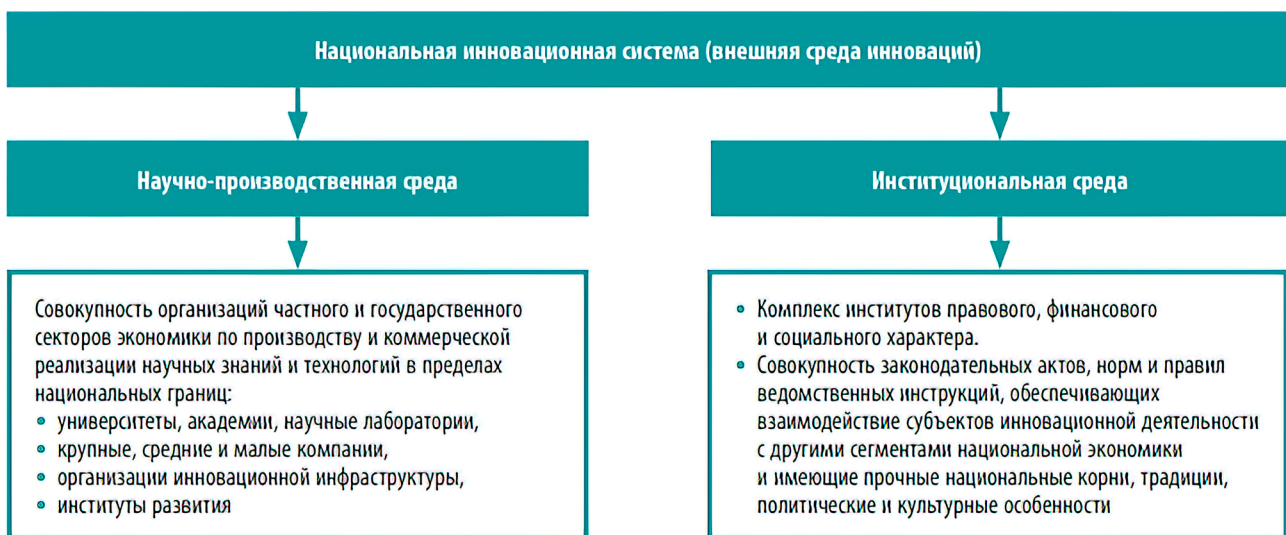 Национальная инновационная система (внешняя среда инноваций)
Научно-производственная среда
Совокупность организаций частного и государственного
секторов экономики по производству и коммерческой
реализации научных знаний и технологий в пределах
национальных границ:
• университеты, академии, научные лаборатории,
• крупные, средние и малые компании,
• организации инновационной инфраструктуры,
• институты развития
Институциональная среда
• Комплекс институтов правового, финансового
и социального характера.
• Совокупность законодательных актов, норм и правил
ведомственных инструкций, обеспечивающих
взаимодействие субъектов инновационной деятельности
с другими сегментами национальной экономики
и имеющие прочные национальные корни, традиции,
политические и культурные особенности